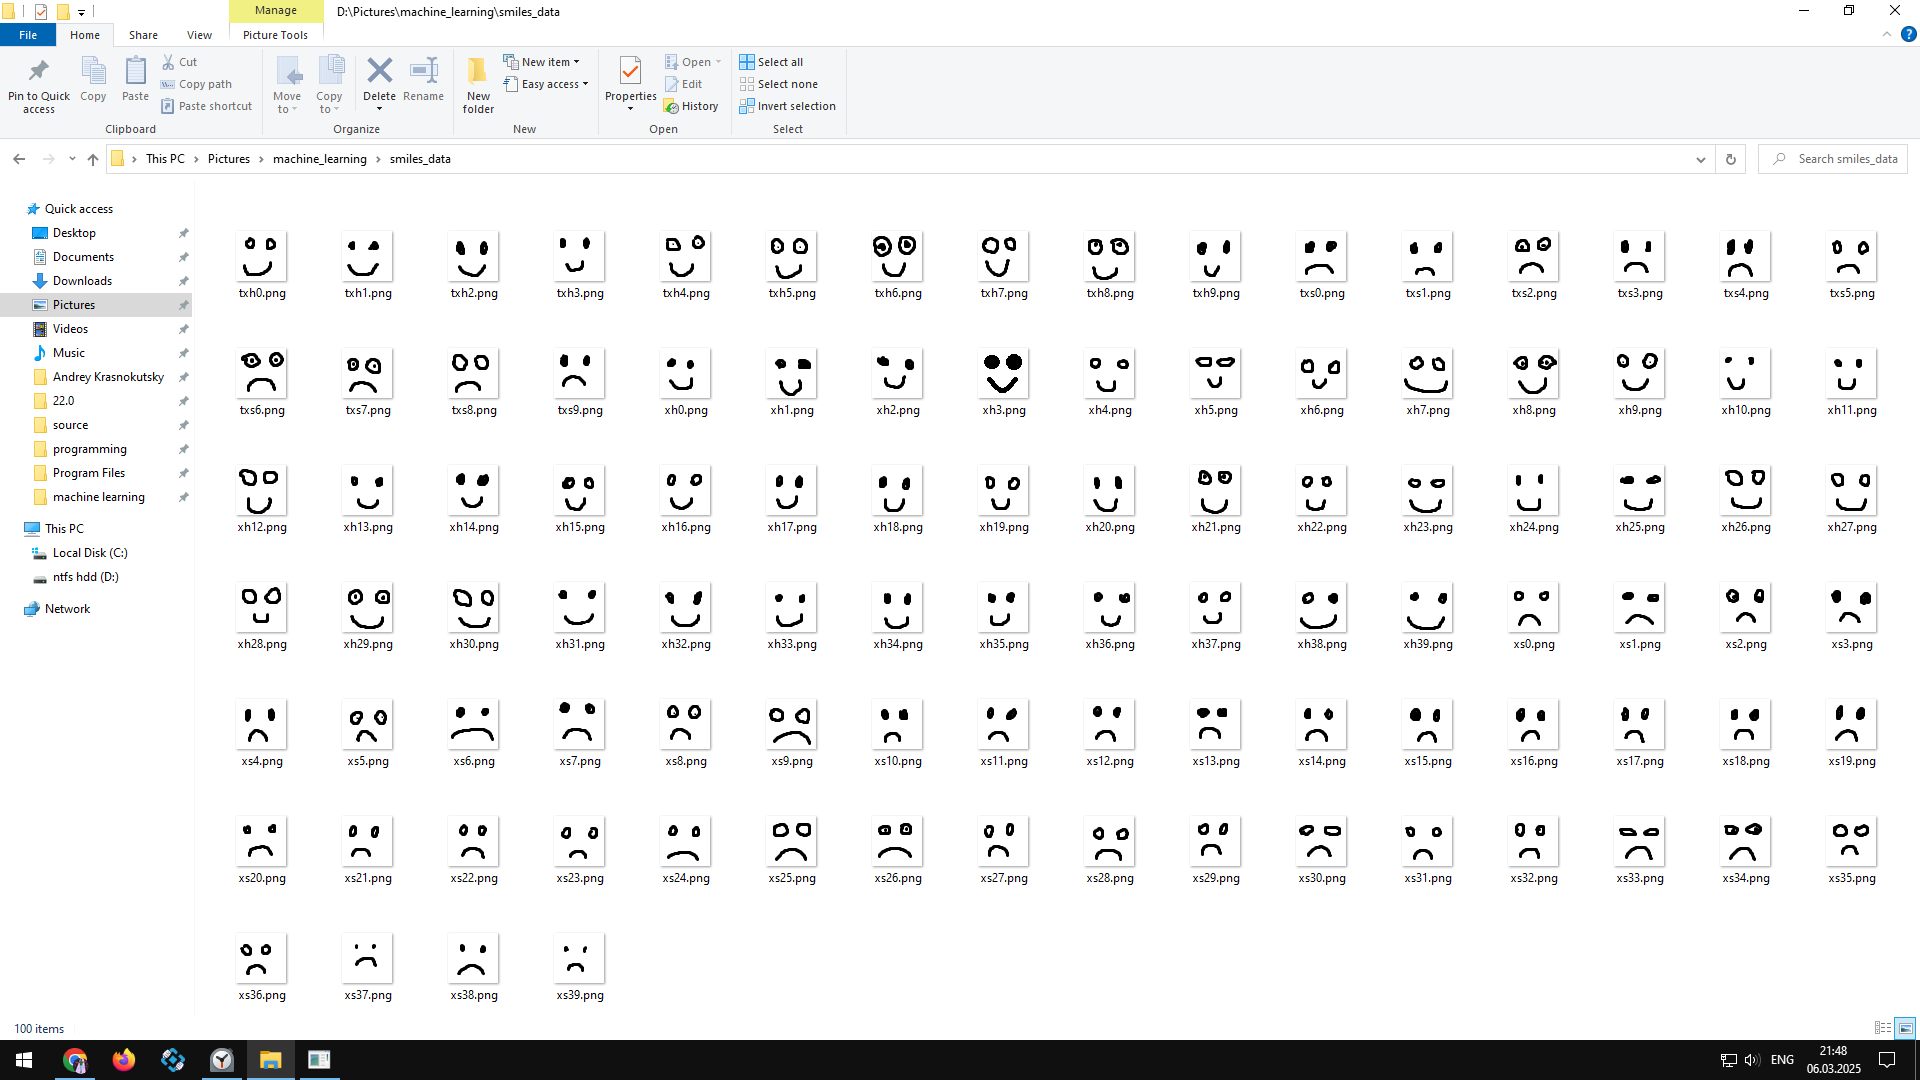 Manage
D:\Pictures\machine_learning\smiles_data
File Home Share View Picture Tools
Pin to Quick access
Copy
Paste
Cut
Copy path
Paste shortcut
Clipboard
Move to
Copy to
Delete
Rename
Organize
New folder
New item
Easy access
New
Properties
Open
Edit
History
Open
Select all
Select none
Invert selection
Select
This PC > Pictures > machine_learning > smiles_data
Search smiles_data
Quick access
Desktop
Documents
Downloads
Pictures
Videos
Music
Andrey Krasnokutsky
22.0
source
programming
Program Files
machine learning
This PC
Local Disk (C:)
ntfs hdd (D:)
Network
txh0.png txh1.png txh2.png txh3.png txh4.png txh5.png txh6.png txh7.png txh8.png txh9.png txs0.png txs1.png txs2.png txs3.png txs4.png txs5.png
txs6.png txs7.png txs8.png txs9.png xh0.png xh1.png xh2.png xh3.png xh4.png xh5.png xh6.png xh7.png xh8.png xh9.png xh10.png xh11.png
xh12.png xh13.png xh14.png xh15.png xh16.png xh17.png xh18.png xh19.png xh20.png xh21.png xh22.png xh23.png xh24.png xh25.png xh26.png xh27.png
xh28.png xh29.png xh30.png xh31.png xh32.png xh33.png xh34.png xh35.png xh36.png xh37.png xh38.png xh39.png xs0.png xs1.png xs2.png xs3.png
xs4.png xs5.png xs6.png xs7.png xs8.png xs9.png xs10.png xs11.png xs12.png xs13.png xs14.png xs15.png xs16.png xs17.png xs18.png xs19.png
xs20.png xs21.png xs22.png xs23.png xs24.png xs25.png xs26.png xs27.png xs28.png xs29.png xs30.png xs31.png xs32.png xs33.png xs34.png xs35.png
xs36.png xs37.png xs38.png xs39.png
100 items
ENG
21:48
06.03.2025